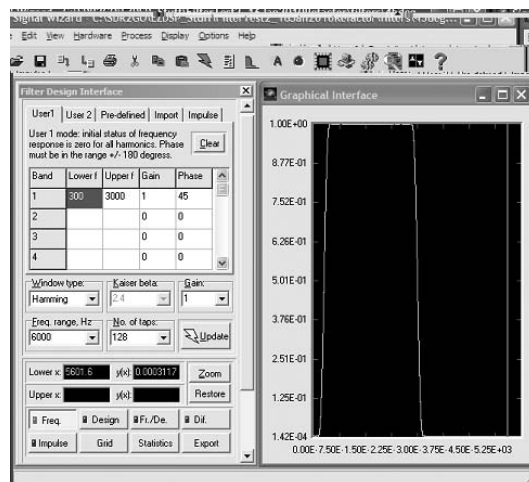 Signal Wizard - C:\SDR2GO\EZDSP_Stuff\Filter
Edit View Hardware Process Display Options Help
Filter Design Interface
User1 User 2 Pre-defined Import Impulse
User 1 mode: initial status of frequency
response is zero for all harmonics. Phase
must be in the range +/- 180 degress.
Clear
Band Lower f Upper f Gain Phase
1 300 3000 1 45
2 0 0
3 0 0
4 0 0
Window type: Kaiser beta: Gain:
Hamming 2.4 1
Freq. range, Hz No. of taps:
6000 128 Update
Lower x: 5601.6 y(x): 0.0003117 Zoom
Upper x: y(x): Restore
Freq. Design Fr./De. Dif.
Impulse Grid Statistics Export
Graphical Interface
1.00E+00
8.77E-01
7.52E-01
6.26E-01
5.01E-01
3.76E-01
2.51E-01
1.25E-01
1.42E-04
0.00E-7.50E-1.50E-2.25E-3.00E-3.75E-4.50E-5.25E+03